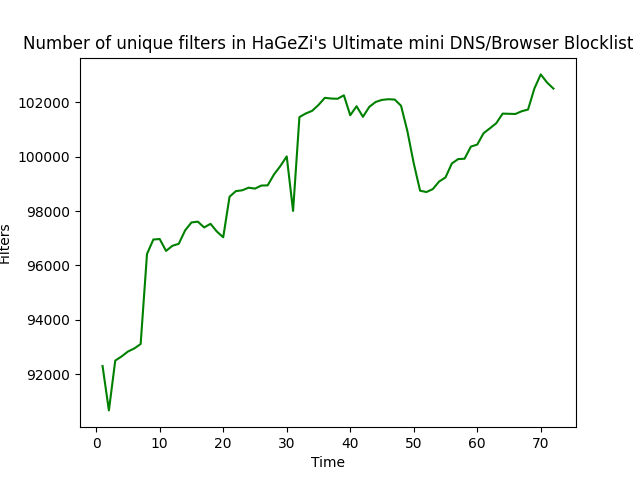 Number of unique filters in HaGeZi's Ultimate mini DNS/Browser Blocklist
102000
100000
98000
96000
94000
92000
Filters
0 10 20 30 40 50 60 70
Time